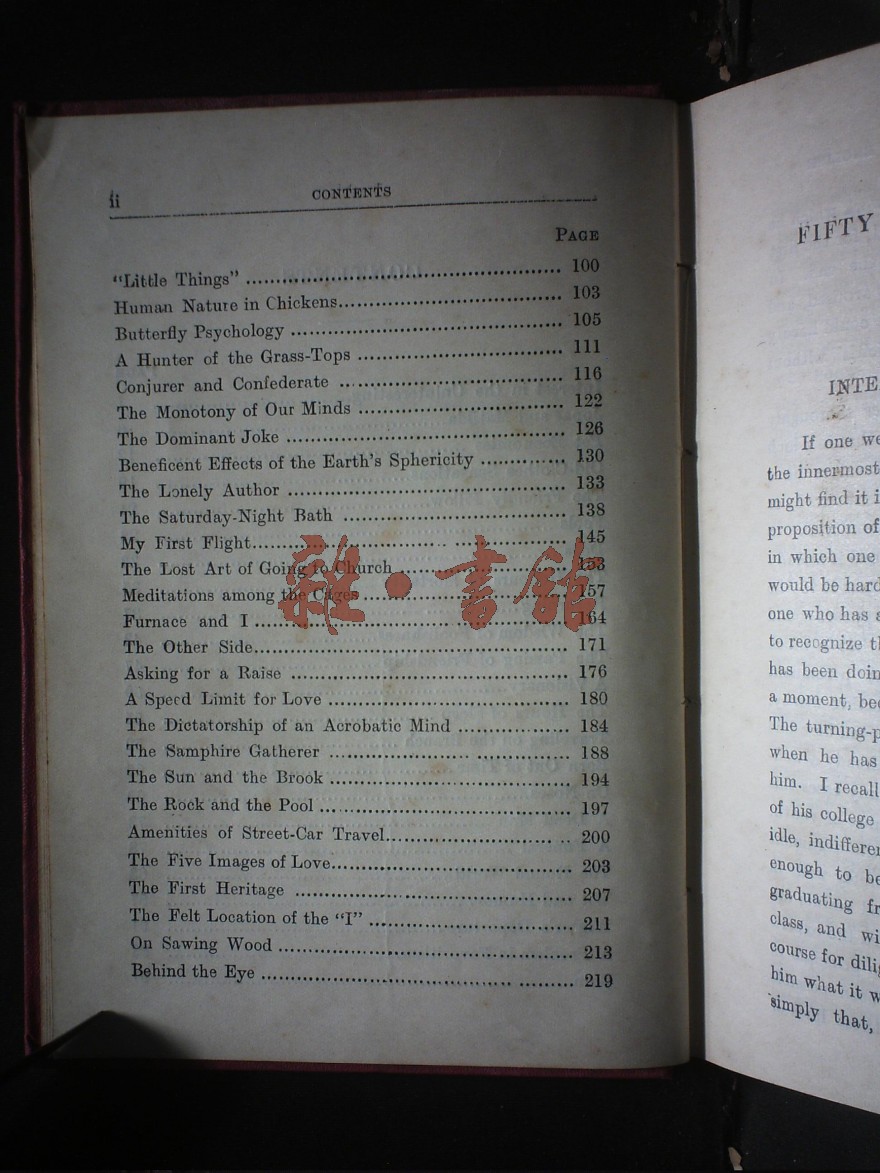 ii
CONTENTS
PAGE
"Little Things" 100
Human Nature in Chickens 103
Butterfly Psychology 105
A Hunter of the Grass-Tops 111
Conjurer and Confederate 116
The Monotony of Our Minds 122
The Dominant Joke 126
Beneficent Effects of the Earth's Sphericity 130
The Lonely Author 133
The Saturday-Night Bath 138
My First Flight 145
The Lost Art of Going to Church 153
Meditations among the Cages 157
Furnace and I 164
The Other Side 171
Asking for a Raise 176
A Speed Limit for Love 180
The Dictatorship of an Acrobatic Mind 184
The Samphire Gatherer 188
The Sun and the Brook 194
The Rock and the Pool 197
Amenities of Street-Car Travel 200
The Five Images of Love 203
The First Heritage 207
The Felt Location of the "I" 211
On Sawing Wood 213
Behind the Eye 219
雜·書館
FIFTY
INTE
If one we
the innermost
might find it i
proposition of
in which one
would be hard
one who has a
to recognize th
has been doin
a moment, bec
The turning-p
when he has
him. I recall
of his college
idle, indifferen
enough to be
graduating fr
class, and wi
course for dili
him what it w
simply that,